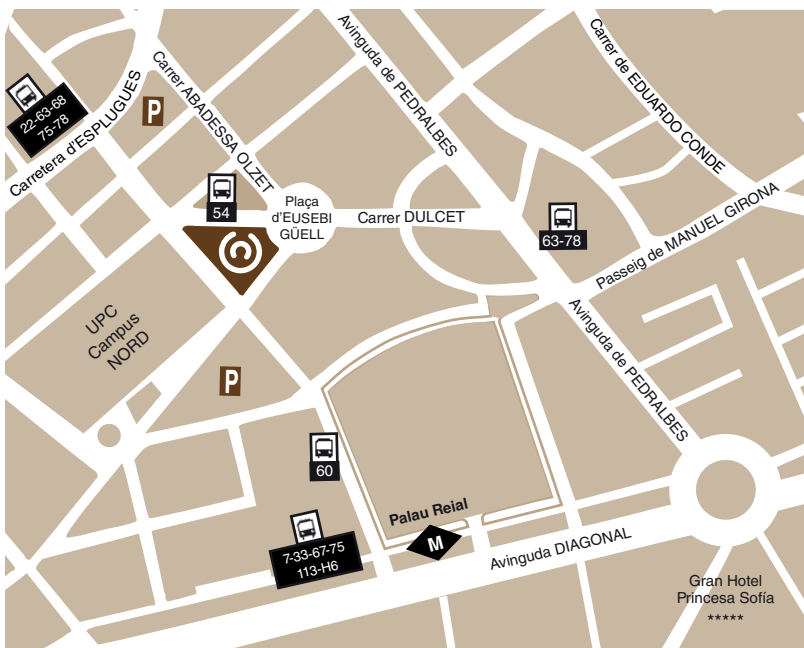 Avinguda de PEDRALBES
Carrer de EDUARDO CONDE
Carrer ABADESSA OLZET
Carretera d'ESPLUGUES
22-63-68
75-78
P
54
Plaça
d'EUSEBI
GÜELL
Carrer DULCET
63-78
Passeig de MANUEL GIRONA
UPC
Campus
NORD
Avinguda de PEDRALBES
P
60
Palau Reial
M
7-33-67-75
113-H6
Avinguda DIAGONAL
Gran Hotel
Princesa Sofía
*****